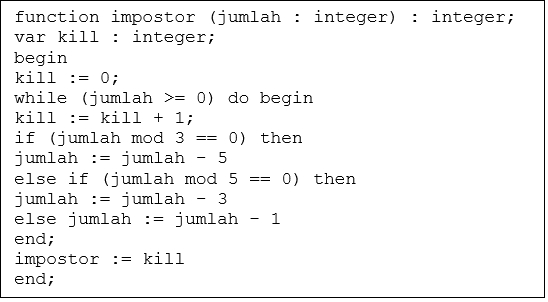 function impostor (jumlah : integer) : integer;
var kill : integer;
begin
kill := 0;
while (jumlah >= 0) do begin
kill := kill + 1;
if (jumlah mod 3 == 0) then
jumlah := jumlah - 5
else if (jumlah mod 5 == 0) then
jumlah := jumlah - 3
else jumlah := jumlah - 1
end;
impostor := kill
end;